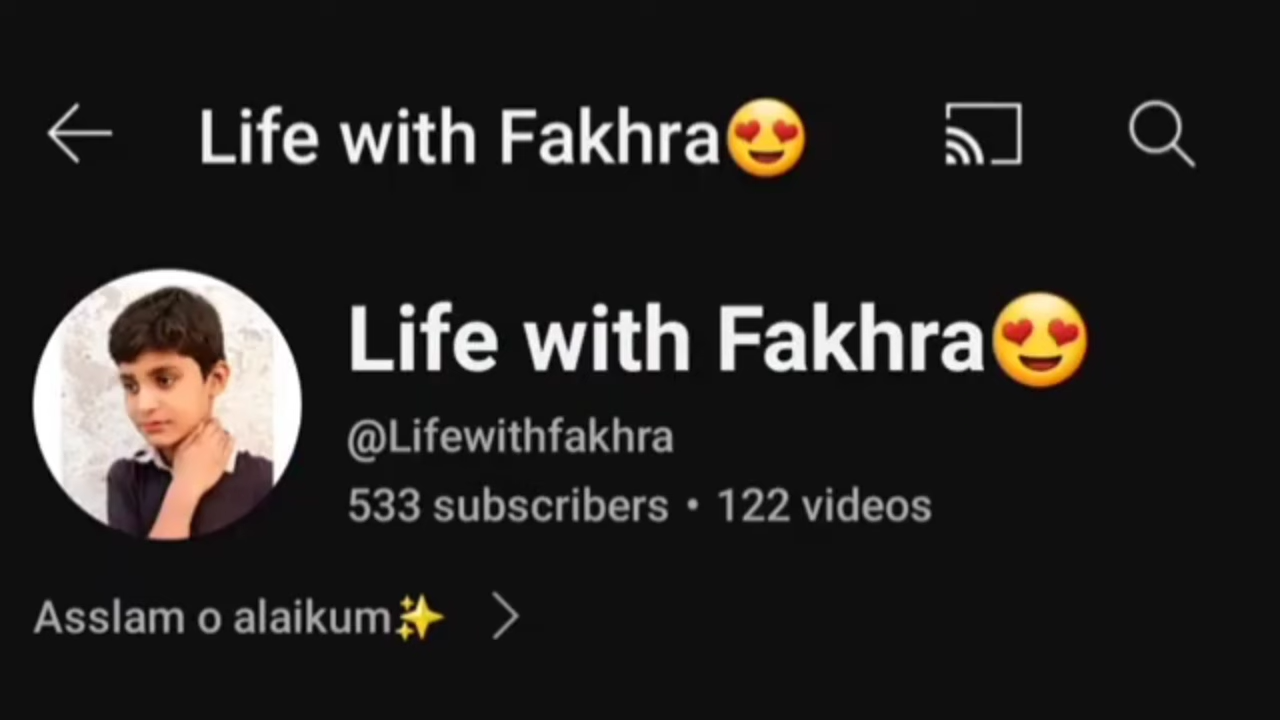 Life with Fakhra😍
Life with Fakhra😍
@Lifewithfakhra
533 subscribers • 122 videos
Asslam o alaikum✨